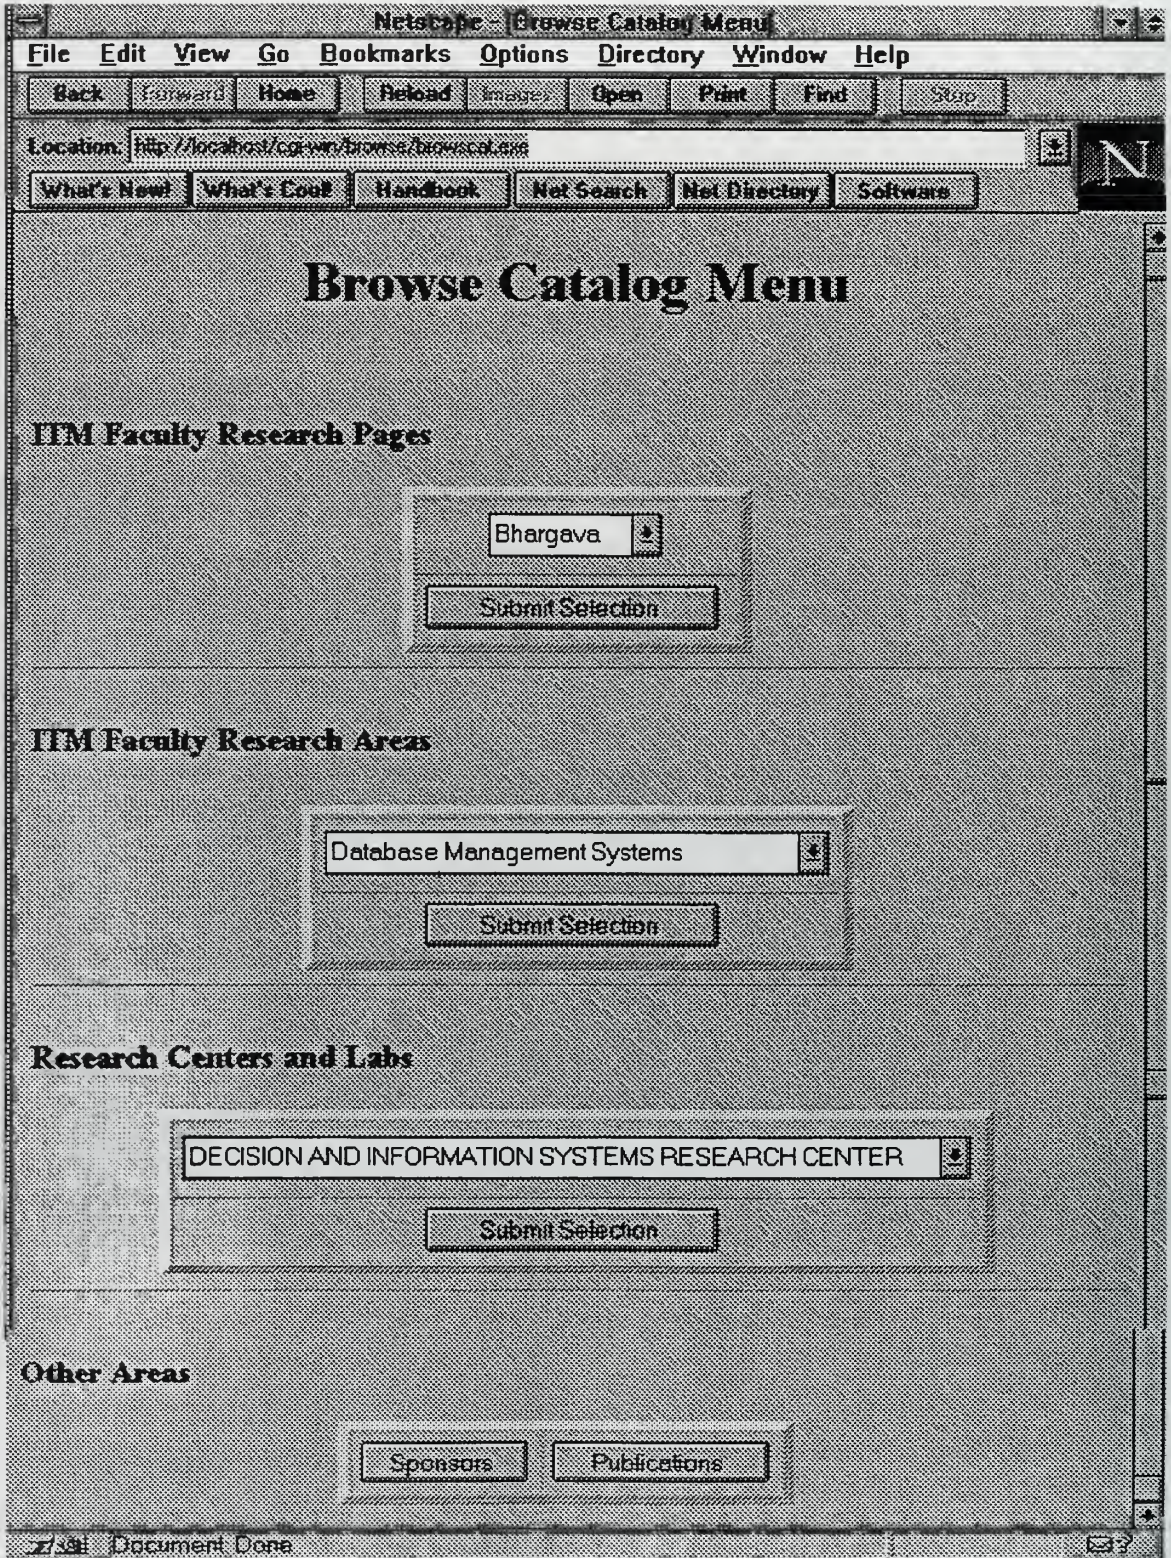 Netscape - [Browse Catalog Menu]
File Edit View Go Bookmarks Options Directory Window Help
Back Forward Home Reload Images Open Print Find Stop
Location: http://localhost/cgi-win/browse/browscat.exe
N
What's New! What's Cool! Handbook Net Search Net Directory Software
Browse Catalog Menu
ITM Faculty Research Pages
Bhargava
Submit Selection
ITM Faculty Research Areas
Database Management Systems
Submit Selection
Research Centers and Labs
DECISION AND INFORMATION SYSTEMS RESEARCH CENTER
Submit Selection
Other Areas
Sponsors Publications
Document Done
?